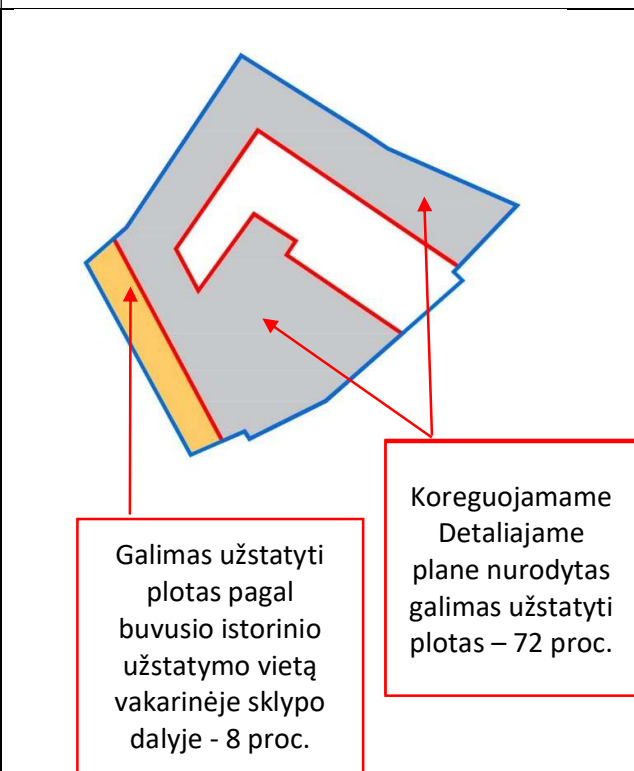 Koreguojamame
Detaliajame
plane nurodytas
galimas užstatyti
plotas – 72 proc.
Galimas užstatyti
plotas pagal
buvusio istorinio
užstatymo vietą
vakarinėje sklypo
dalyje - 8 proc.